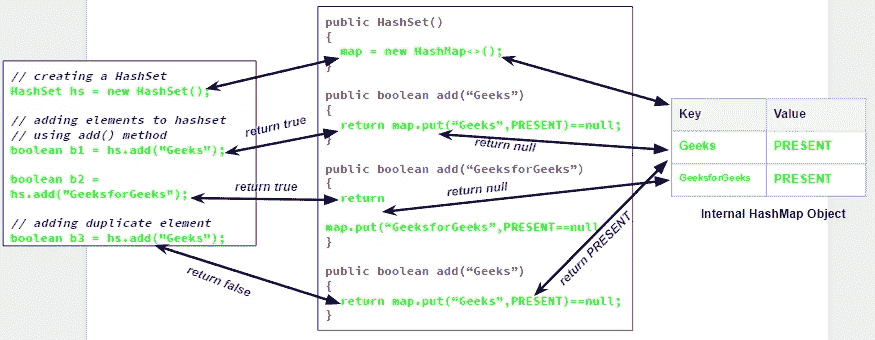 // creating a HashSet
HashSet hs = new HashSet();
// adding elements to hashset
// using add() method
boolean b1 = hs.add("Geeks");
boolean b2 =
hs.add("GeeksforGeeks");
// adding duplicate element
boolean b3 = hs.add("Geeks");
return true
return true
return false
public HashSet()
{
map = new HashMap<>();
}
public boolean add(“Geeks”)
{
return map.put(“Geeks”,PRESENT)==null;
}
public boolean add(“GeeksforGeeks”)
{
return
map.put(“GeeksforGeeks”,PRESENT==null
}
public boolean add(“Geeks”)
{
return map.put(“Geeks”,PRESENT)==null;
}
return null
return null
return PRESENT
Key Value
Geeks PRESENT
GeeksforGeeks PRESENT
Internal HashMap Object